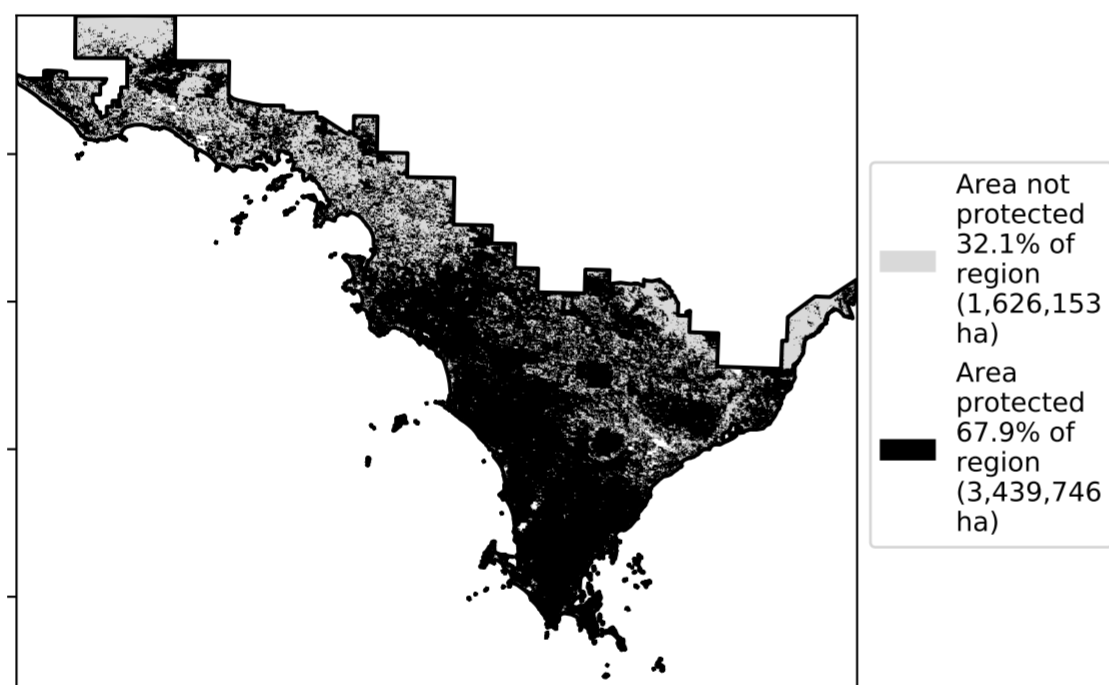 Area not
protected
32.1% of
region
(1,626,153
ha)
Area
protected
67.9% of
region
(3,439,746
ha)